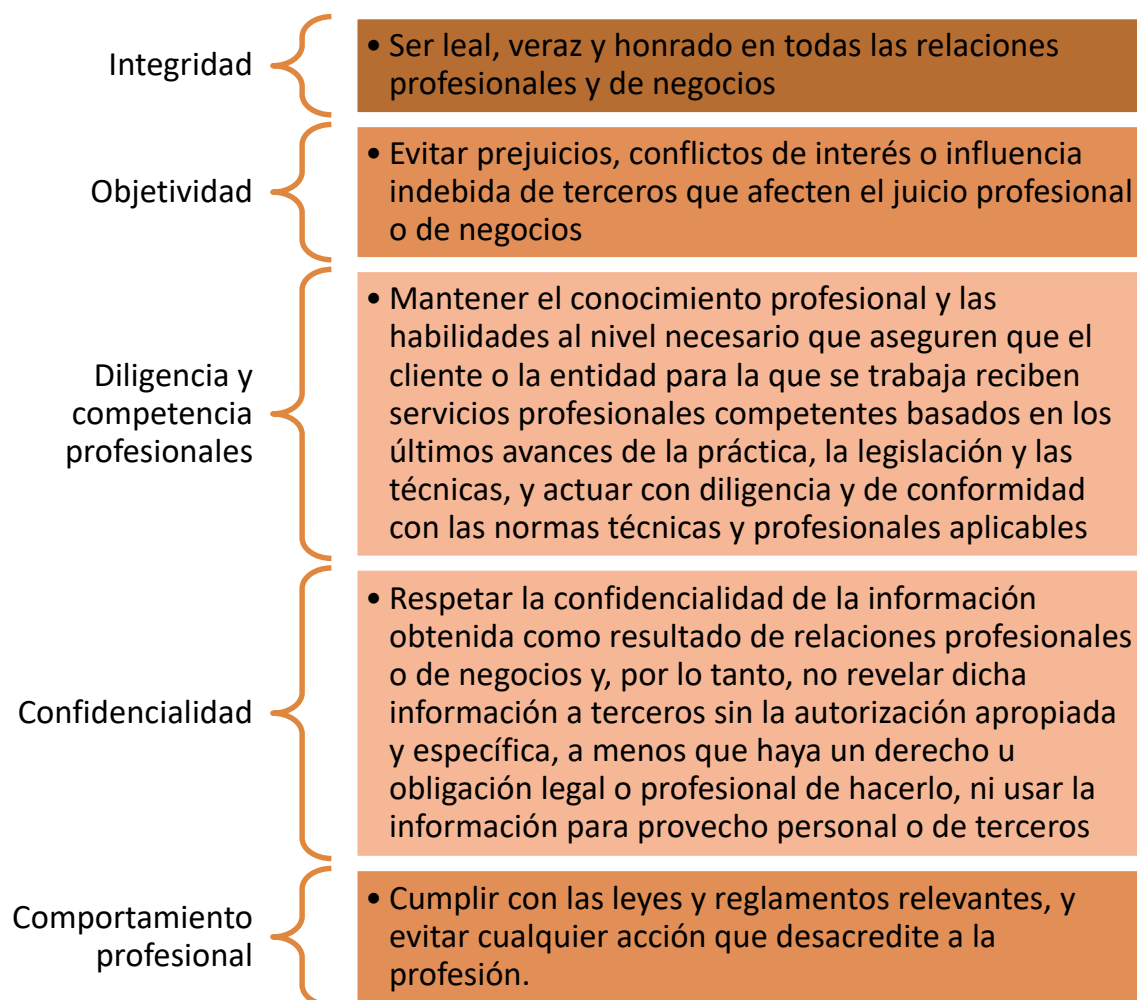 Integridad
• Ser leal, veraz y honrado en todas las relaciones
profesionales y de negocios
Objetividad
• Evitar prejuicios, conflictos de interés o influencia
indebida de terceros que afecten el juicio profesional
o de negocios
Diligencia y
competencia
profesionales
• Mantener el conocimiento profesional y las
habilidades al nivel necesario que aseguren que el
cliente o la entidad para la que se trabaja reciben
servicios profesionales competentes basados en los
últimos avances de la práctica, la legislación y las
técnicas, y actuar con diligencia y de conformidad
con las normas técnicas y profesionales aplicables
Confidencialidad
• Respetar la confidencialidad de la información
obtenida como resultado de relaciones profesionales
o de negocios y, por lo tanto, no revelar dicha
información a terceros sin la autorización apropiada
y específica, a menos que haya un derecho u
obligación legal o profesional de hacerlo, ni usar la
información para provecho personal o de terceros
Comportamiento
profesional
• Cumplir con las leyes y reglamentos relevantes, y
evitar cualquier acción que desacredite a la
profesión.